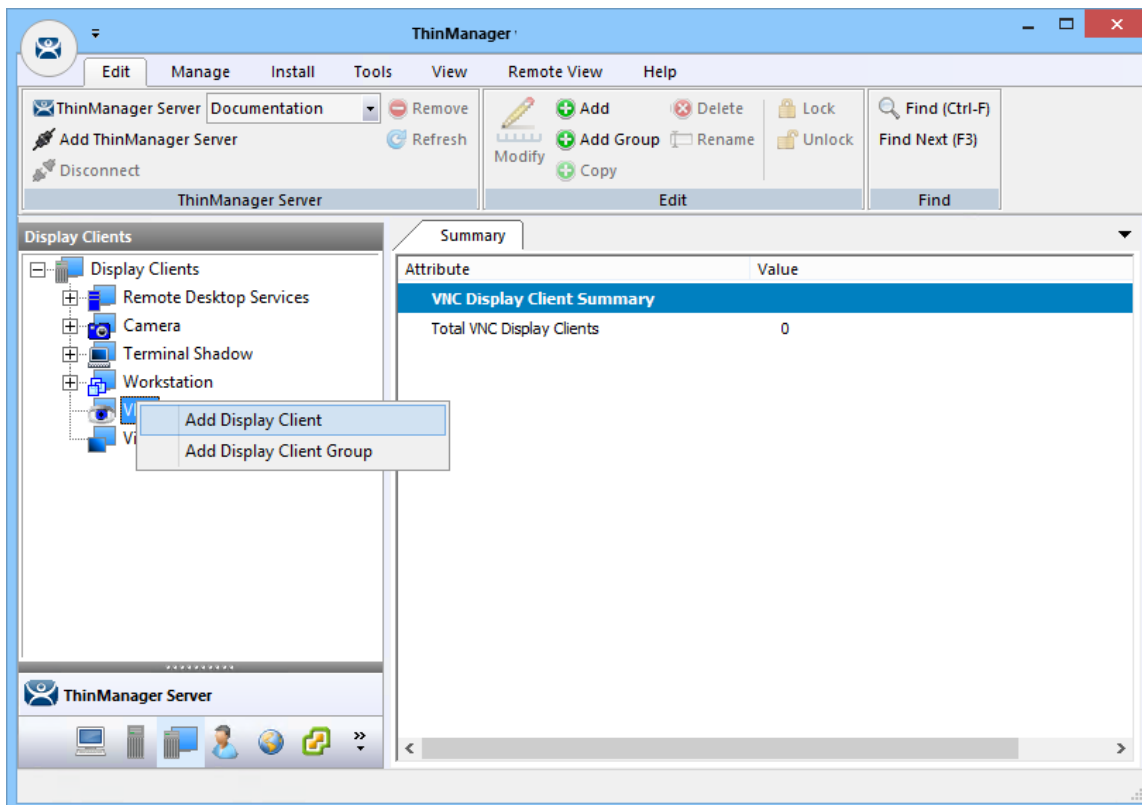 ThinManager
Edit Manage Install Tools View Remote View Help
ThinManager Server Documentation Remove Modify Add Delete Lock Find (Ctrl-F)
Add ThinManager Server Refresh Add Group Rename Unlock Find Next (F3)
Disconnect Copy
ThinManager Server Edit Find
Display Clients Summary
Display Clients Attribute Value
Remote Desktop Services VNC Display Client Summary
Camera Total VNC Display Clients 0
Terminal Shadow
Workstation
Add Display Client
Add Display Client Group
ThinManager Server